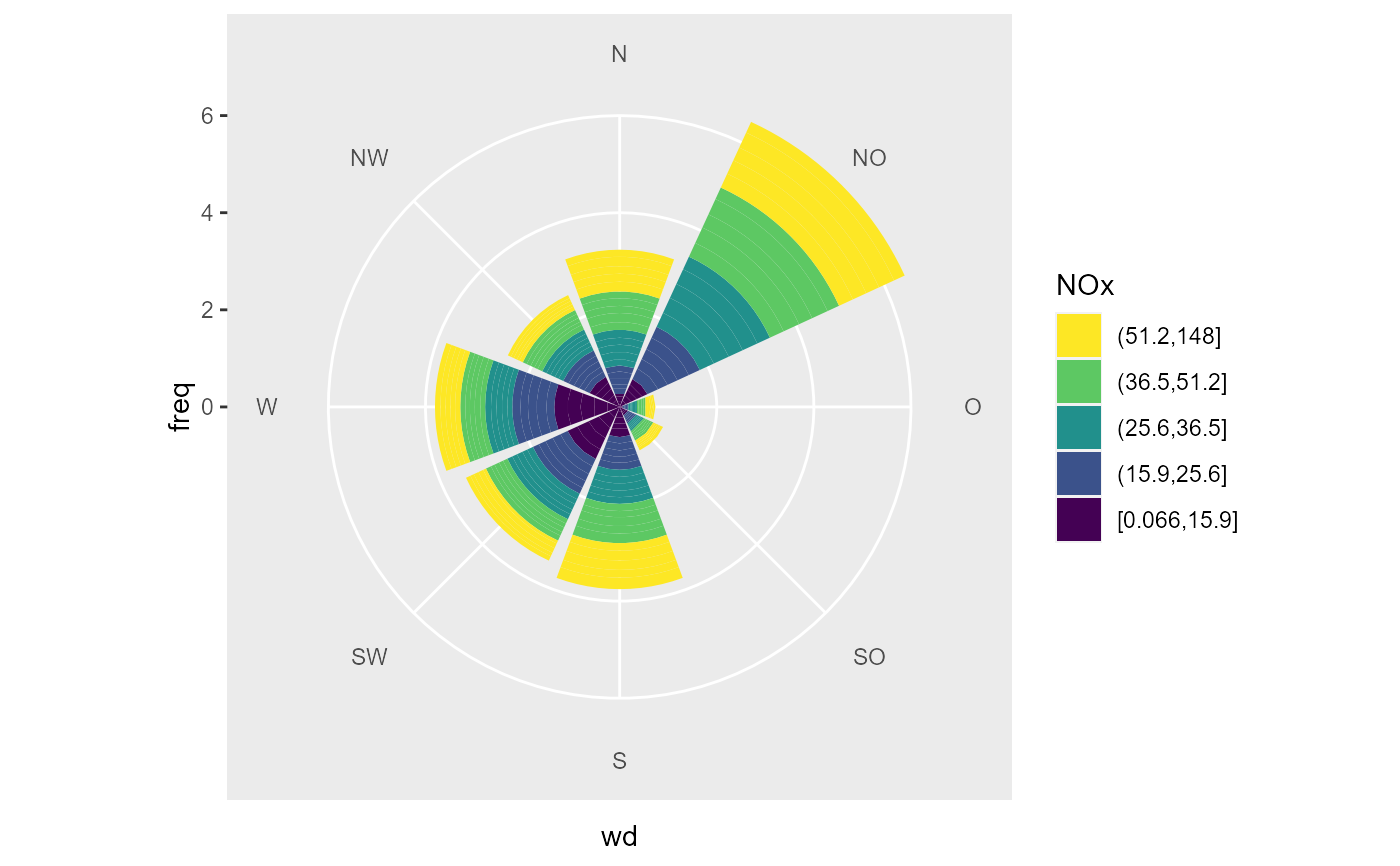 N
6
NW
NO
4
2
0
freq
W
O
SW
SO
S
wd
NOx
(51.2,148]
(36.5,51.2]
(25.6,36.5]
(15.9,25.6]
[0.066,15.9]